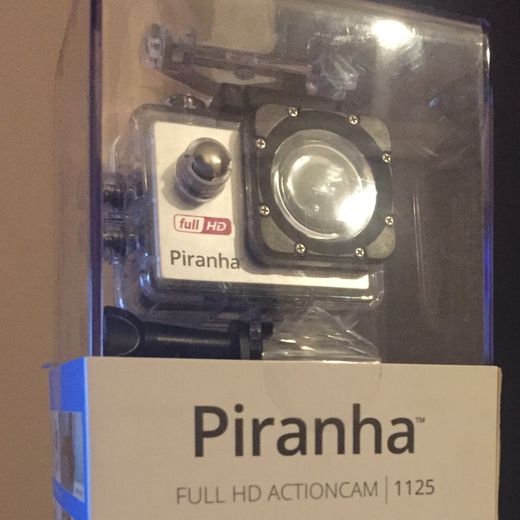 full HD
Piranha
Piranha™
FULL HD ACTIONCAM | 1125